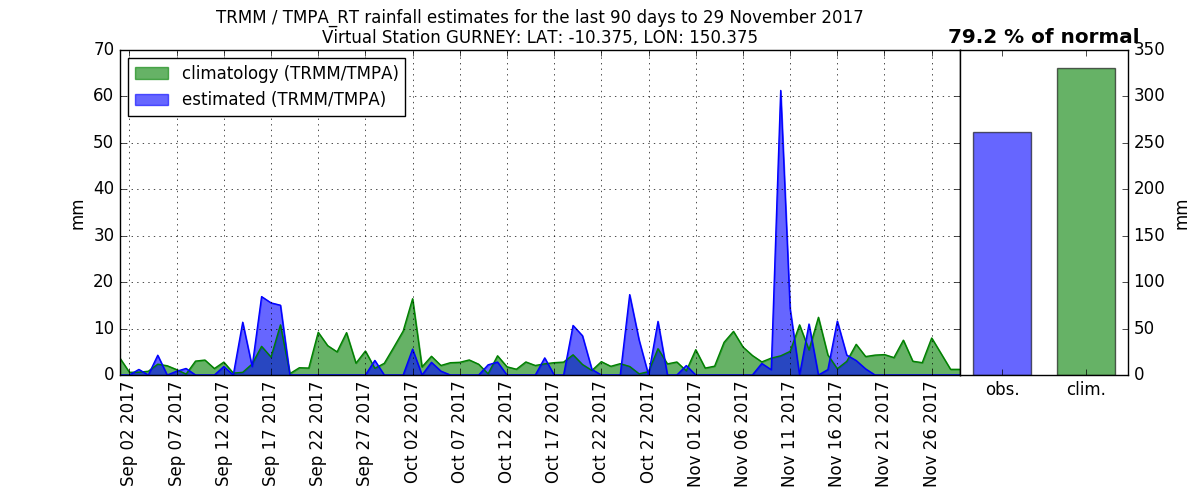 TRMM / TMPA_RT rainfall estimates for the last 90 days to 29 November 2017
Virtual Station GURNEY: LAT: -10.375, LON: 150.375
79.2 % of normal
climatology (TRMM/TMPA)
estimated (TRMM/TMPA)
70
60
50
40
30
20
10
0
mm
350
300
250
200
150
100
50
0
mm
Sep 02 2017
Sep 07 2017
Sep 12 2017
Sep 17 2017
Sep 22 2017
Sep 27 2017
Oct 02 2017
Oct 07 2017
Oct 12 2017
Oct 17 2017
Oct 22 2017
Oct 27 2017
Nov 01 2017
Nov 06 2017
Nov 11 2017
Nov 16 2017
Nov 21 2017
Nov 26 2017
obs.
clim.